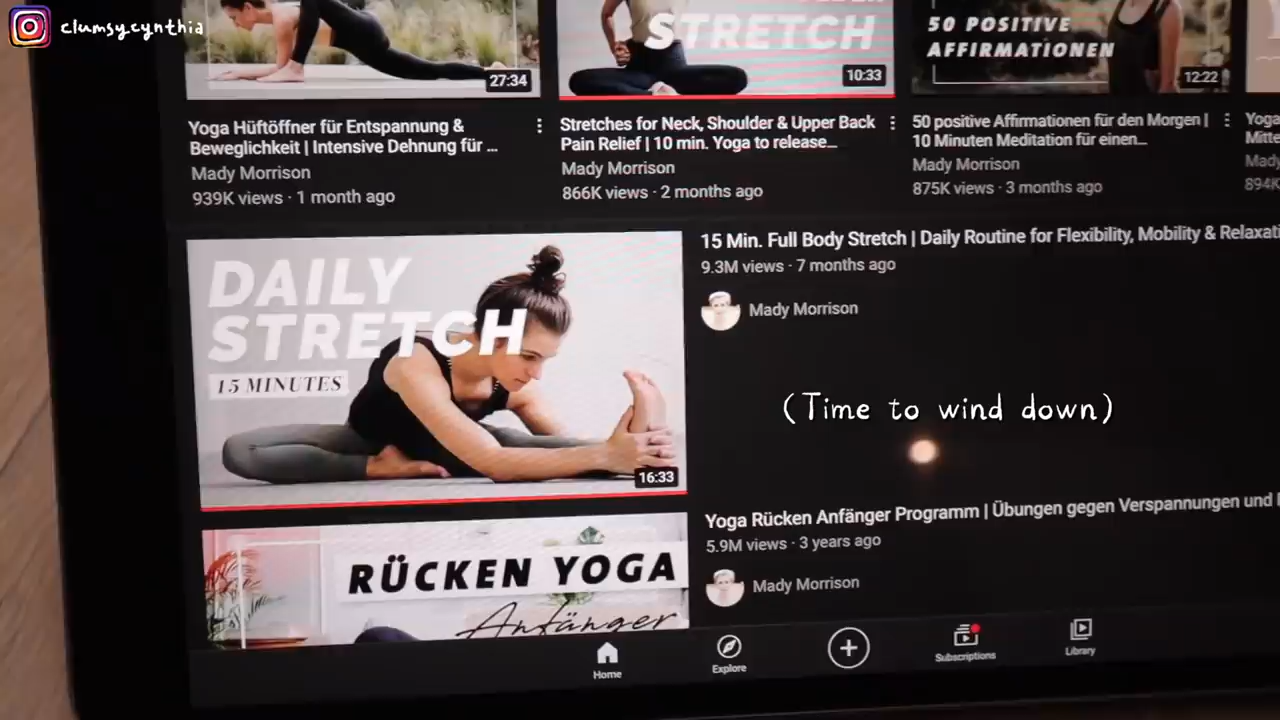 clumsycynthia
STRETCH
50 POSITIVE
AFFIRMATIONEN
27:34
10:33
12:22
Yoga Hüftöffner für Entspannung &
Beweglichkeit | Intensive Dehnung für ...
Mady Morrison
939K views · 1 month ago
Stretches for Neck, Shoulder & Upper Back
Pain Relief | 10 min. Yoga to release...
Mady Morrison
866K views · 2 months ago
50 positive Affirmationen für den Morgen |
10 Minuten Meditation für einen...
Mady Morrison
875K views · 3 months ago
Yoga
Mady
894K
DAILY
STRETCH
15 MINUTES
16:33
15 Min. Full Body Stretch | Daily Routine for Flexibility, Mobility &
9.3M views · 7 months ago
Mady Morrison
(Time to wind down)
RÜCKEN YOGA
Anfänger
Yoga Rücken Anfänger Programm | Übungen gegen Verspannungen und
5.9M views · 3 years ago
Mady Morrison
Home
Explore
Subscriptions
Library